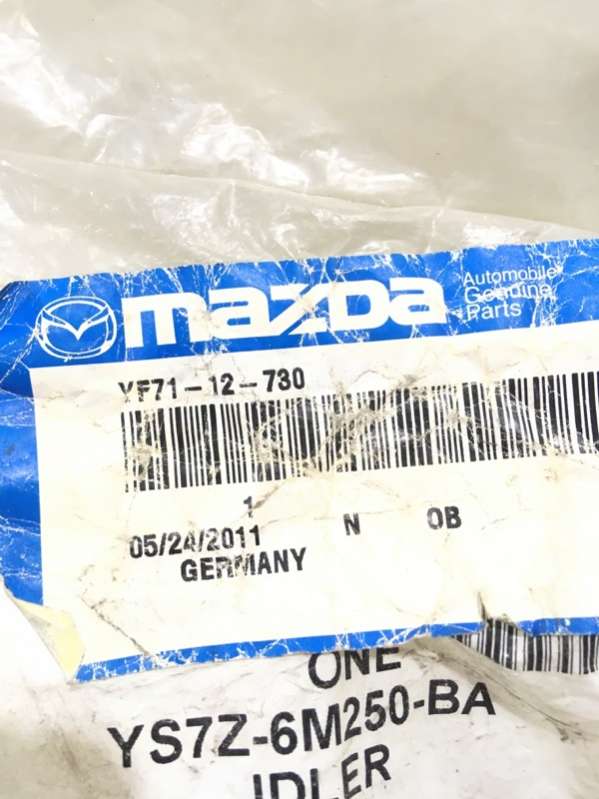 mazda
Automobile
Genuine
Parts
YF71-12-730
1
05/24/2011 N OB
GERMANY
ONE
YS7Z-6M250-BA
IDLER